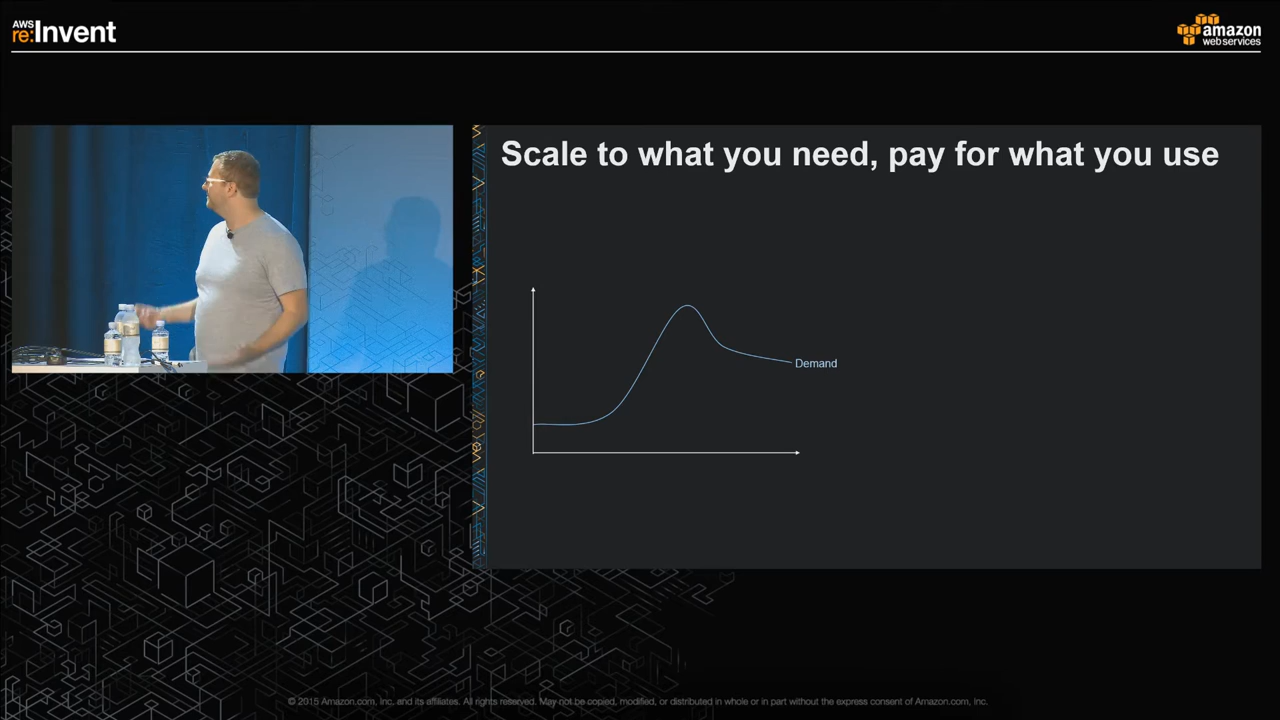 AWS
re:Invent
amazon
web services
Scale to what you need, pay for what you use
Demand
© 2015 Amazon.com, Inc. and its affiliates. All rights reserved. May not be copied, modified, or distributed in whole or in part without the express consent of Amazon.com, Inc.